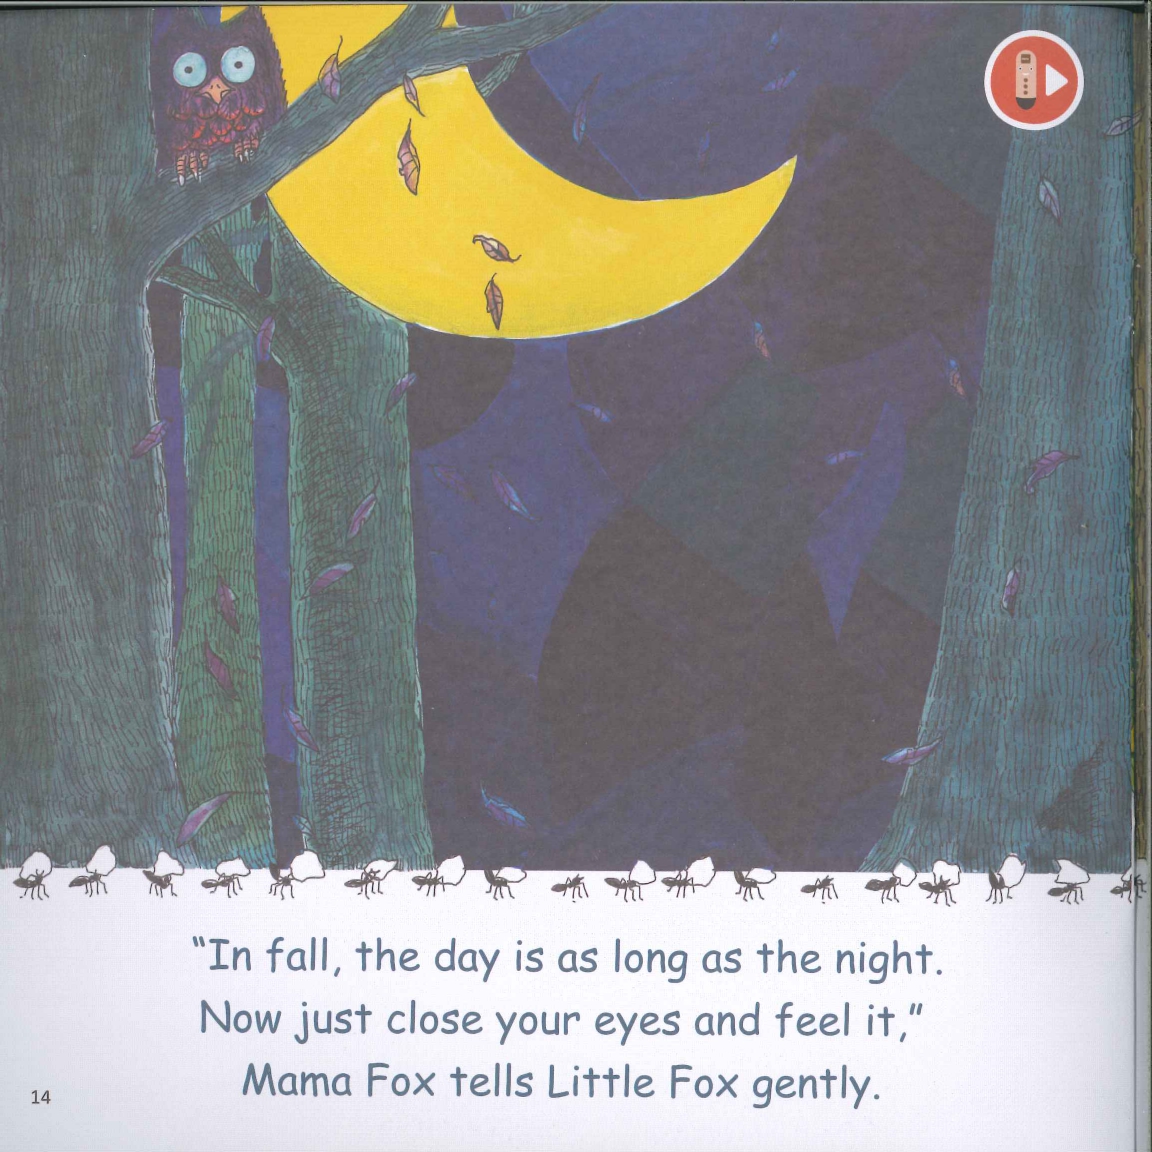 “In fall, the day is as long as the night.
Now just close your eyes and feel it,”
Mama Fox tells Little Fox gently.
14